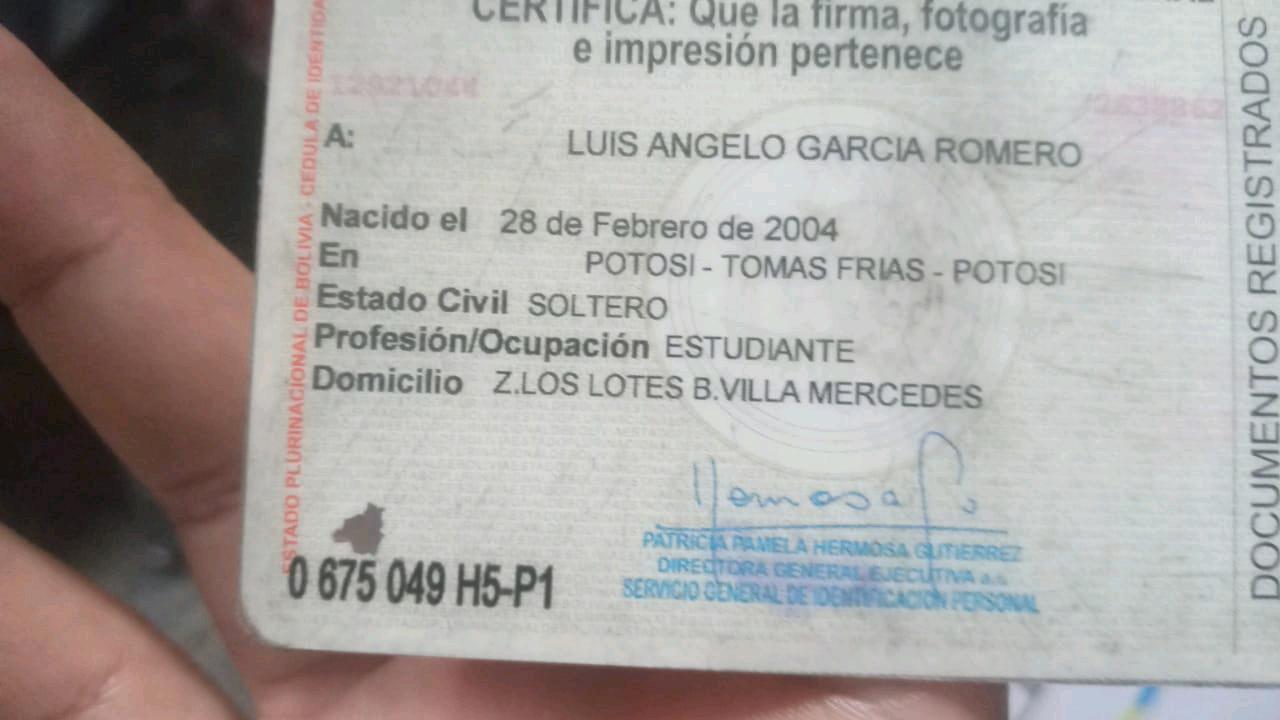 CERTIFICA: Que la firma, fotografía
e impresión pertenece
A: LUIS ANGELO GARCIA ROMERO
Nacido el 28 de Febrero de 2004
En POTOSI - TOMAS FRIAS - POTOSI
Estado Civil SOLTERO
Profesión/Ocupación ESTUDIANTE
Domicilio Z.LOS LOTES B.VILLA MERCEDES
PATRICIA PAMELA HERMOSA GUTIERREZ
DIRECTORA GENERAL EJECUTIVA a.i.
SERVICIO GENERAL DE IDENTIFICACIÓN PERSONAL
0 675 049 H5-P1
ESTADO PLURINACIONAL DE BOLIVIA - CEDULA DE IDENTIDA
DOCUMENTOS REGISTRADOS